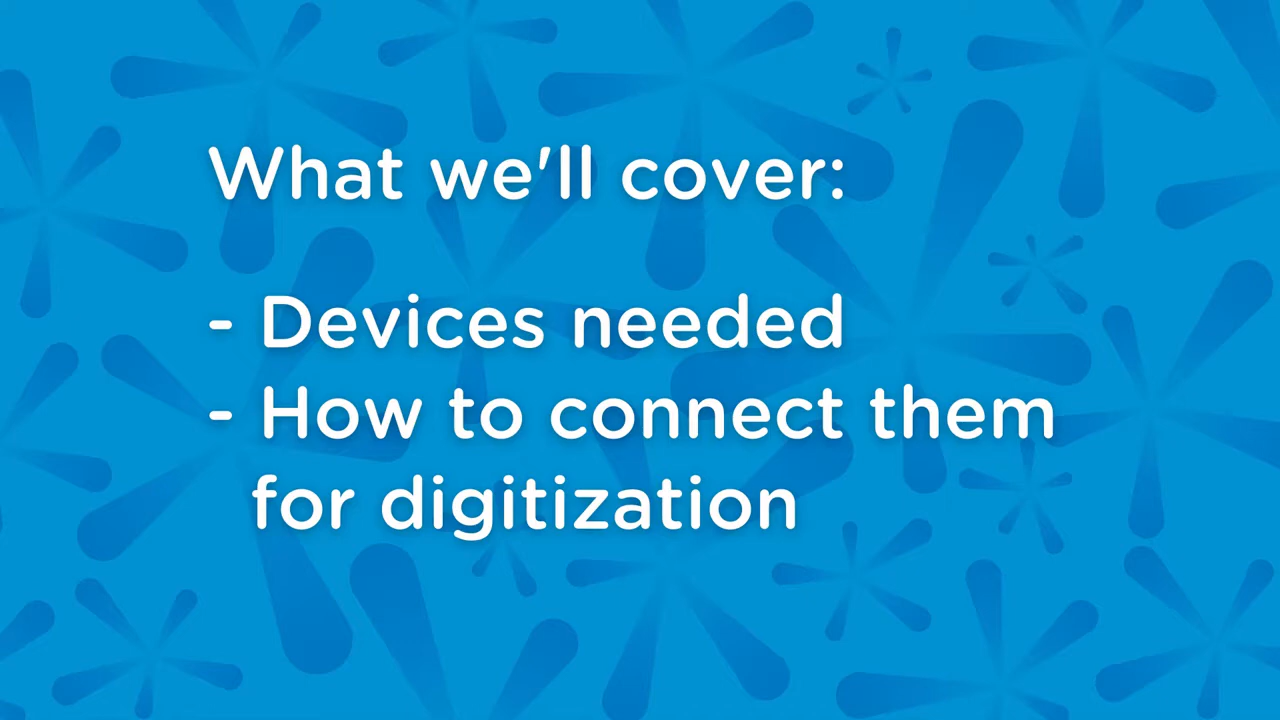 What we'll cover:
- Devices needed
- How to connect them
for digitization